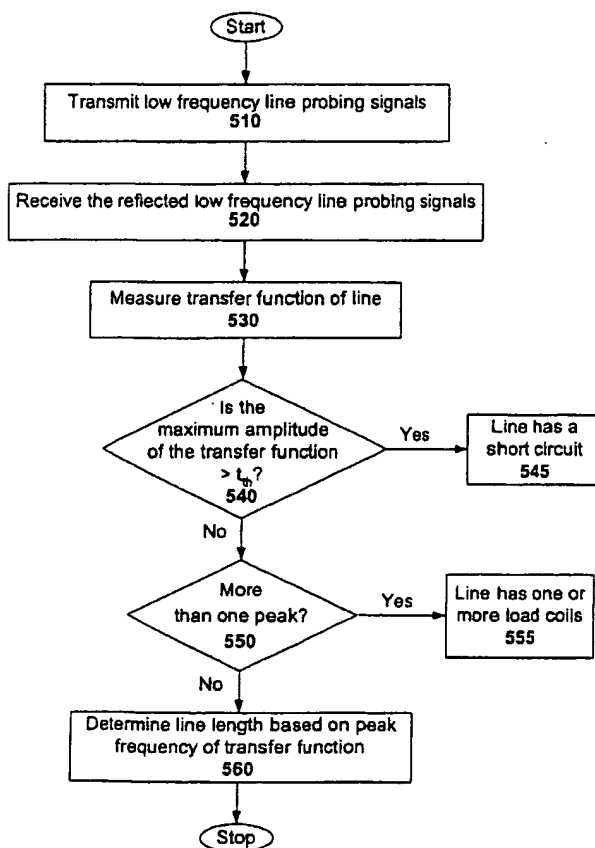 Start
Transmit low frequency line probing signals
510
Receive the reflected low frequency line probing signals
520
Measure transfer function of line
530
Is the
maximum amplitude
of the transfer function
> tth?
540
Yes
Line has a
short circuit
545
No
More
than one peak?
550
Yes
Line has one or
more load coils
555
No
Determine line length based on peak
frequency of transfer function
560
Stop